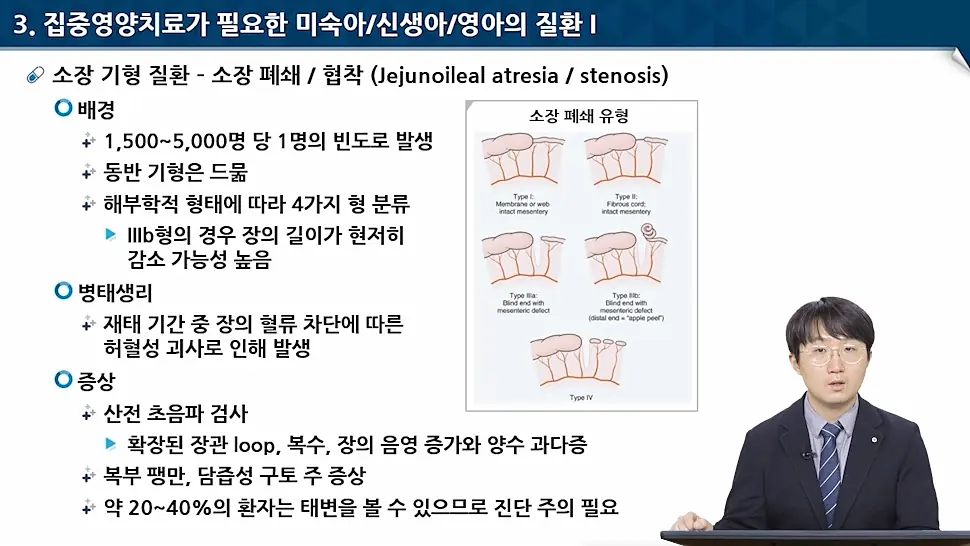 3. 집중영양치료가 필요한 미숙아/신생아/영아의 질환 I
소장 기형 질환 - 소장 폐쇄 / 협착 (Jejunoileal atresia / stenosis)
배경
1,500~5,000명 당 1명의 빈도로 발생
동반 기형은 드묾
해부학적 형태에 따라 4가지 형 분류
IIIb형의 경우 장의 길이가 현저히
감소 가능성 높음
병태생리
재태 기간 중 장의 혈류 차단에 따른
허혈성 괴사로 인해 발생
증상
산전 초음파 검사
확장된 장관 loop, 복수, 장의 음영 증가와 양수 과다증
복부 팽만, 담즙성 구토 주 증상
약 20~40%의 환자는 태변을 볼 수 있으므로 진단 주의 필요
소장 폐쇄 유형
Type I:
Membrane or web
intact mesentery
Type II:
Fibrous cord;
intact mesentery
Type IIIa:
Blind end with
mesenteric defect
Type IIIb:
Blind end with
mesenteric defect
(distal end = "apple peel")
Type IV